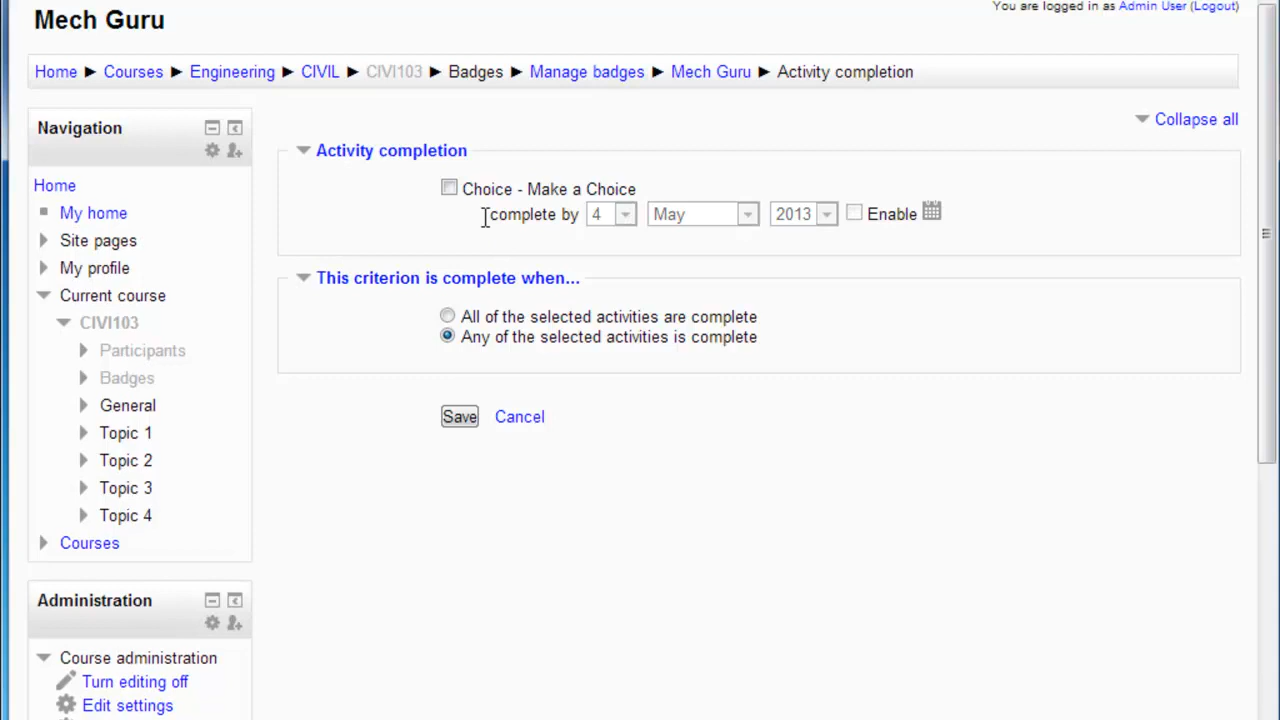 You are logged in as Admin User (Logout)
Mech Guru
Home ► Courses ► Engineering ► CIVIL ► CIVI103 ► Badges ► Manage badges ► Mech Guru ► Activity completion
Navigation
Home
My home
Site pages
My profile
Current course
CIVI103
Participants
Badges
General
Topic 1
Topic 2
Topic 3
Topic 4
Courses
Administration
Course administration
Turn editing off
Edit settings
Collapse all
Activity completion
Choice - Make a Choice
complete by 4 May 2013 Enable
This criterion is complete when...
All of the selected activities are complete
Any of the selected activities is complete
Save Cancel